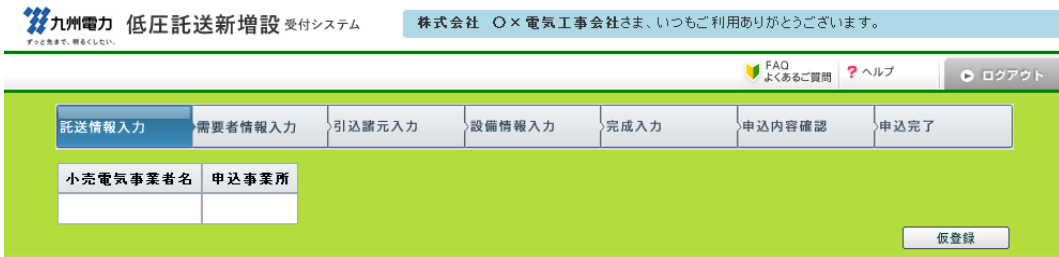 九州電力 低圧託送新増設 受付システム
ずっと先まで、明るくしたい。
株式会社 〇×電気工事会社さま、いつもご利用ありがとうございます。
FAQ
よくあるご質問
? ヘルプ
ログアウト
託送情報入力 需要者情報入力 引込諸元入力 設備情報入力 完成入力 申込内容確認 申込完了
小売電気事業者名 申込事業所
仮登録